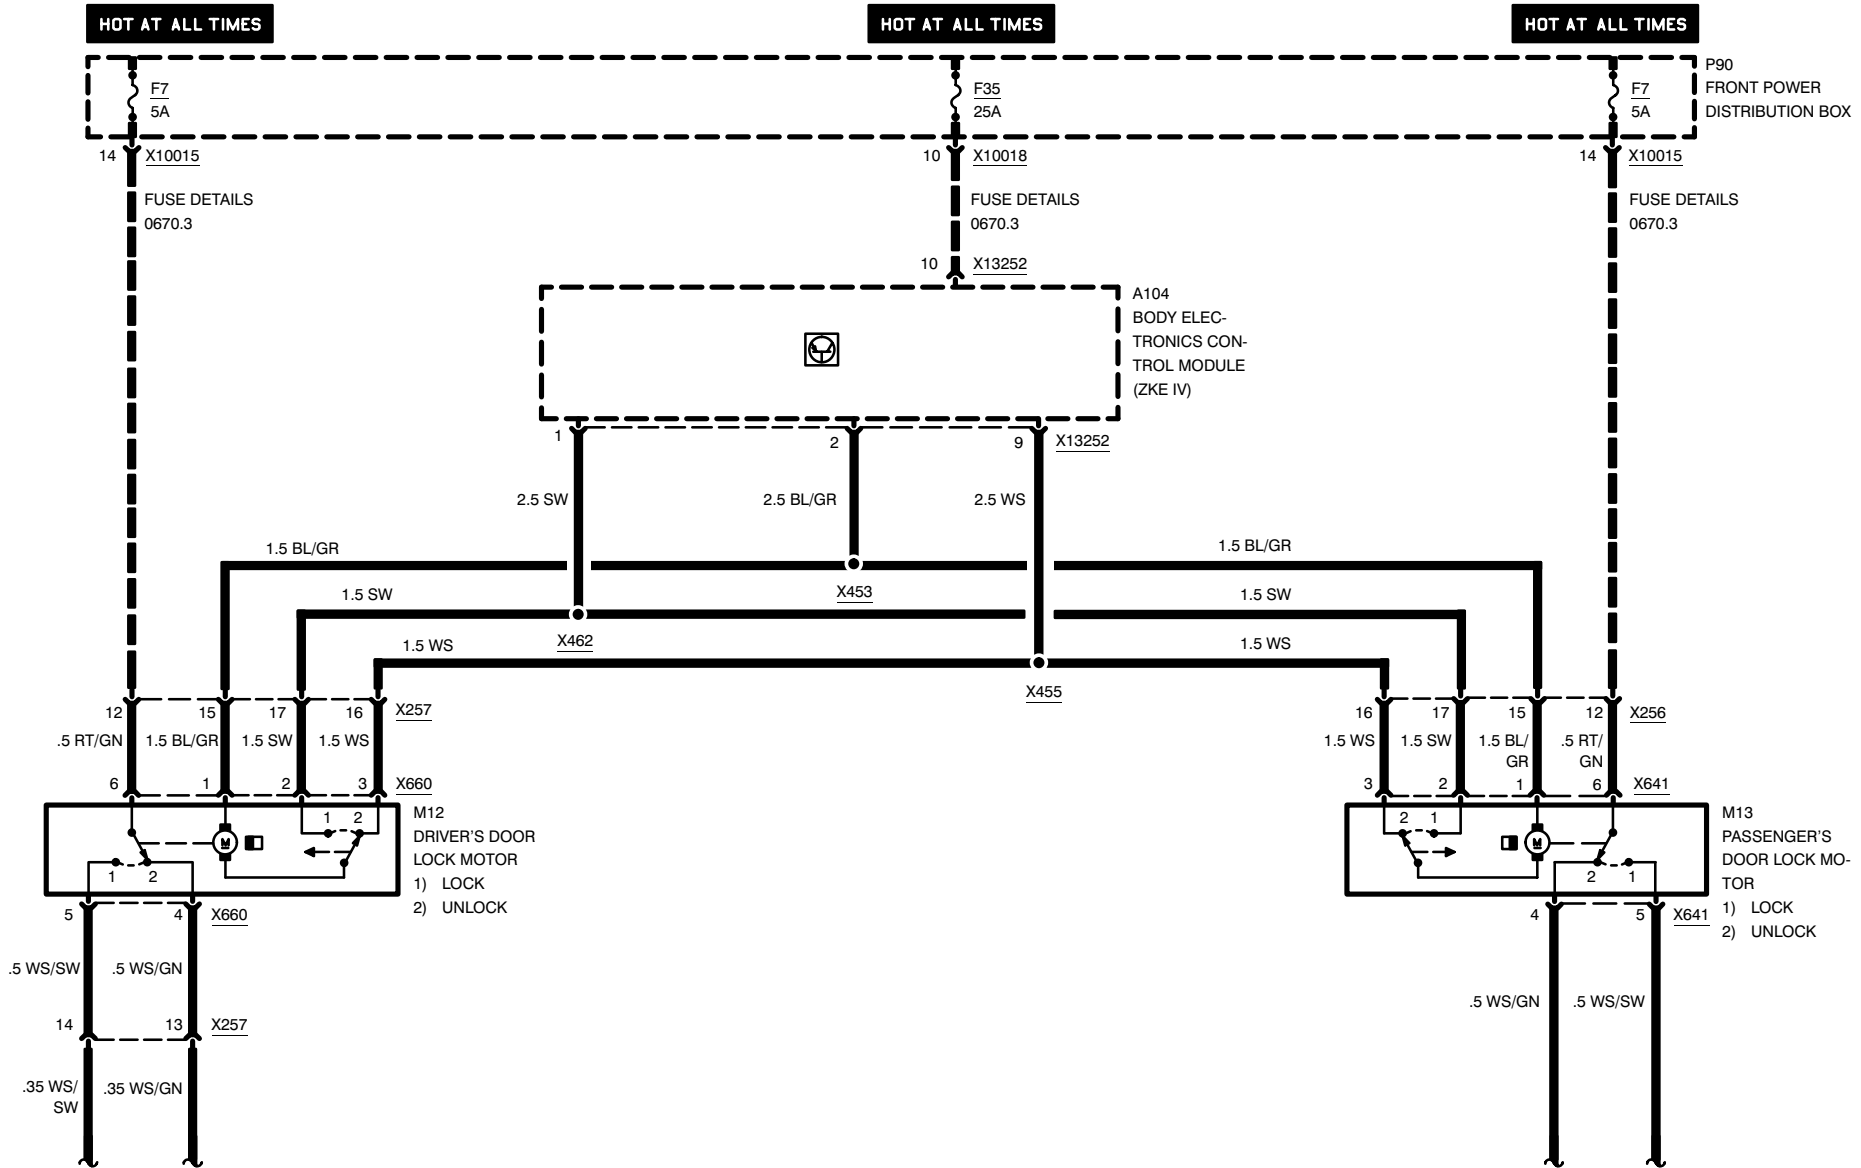 HOT AT ALL TIMES
HOT AT ALL TIMES
HOT AT ALL TIMES
F7
5A
F35
25A
F7
5A
P90
FRONT POWER
DISTRIBUTION BOX
14 X10015
10 X10018
14 X10015
FUSE DETAILS
0670.3
FUSE DETAILS
0670.3
FUSE DETAILS
0670.3
10 X13252
A104
BODY ELEC-
TRONICS CON-
TROL MODULE
(ZKE IV)
1 2 9 X13252
2.5 SW 2.5 BL/GR 2.5 WS
1.5 BL/GR 1.5 BL/GR
X453
1.5 SW 1.5 SW
X462
1.5 WS 1.5 WS
X455
12 15 17 16 X257
.5 RT/GN 1.5 BL/GR 1.5 SW 1.5 WS
6 1 2 3 X660
16 17 15 12 X256
1.5 WS 1.5 SW 1.5 BL/
GR
.5 RT/
GN
3 2 1 6 X641
M12
DRIVER'S DOOR
LOCK MOTOR
1) LOCK
2) UNLOCK
1 2
M
1 2
M13
PASSENGER'S
DOOR LOCK MO-
TOR
1) LOCK
2) UNLOCK
2 1
M
2 1
5 4 X660
4 5 X641
.5 WS/SW .5 WS/GN
.5 WS/GN .5 WS/SW
14 13 X257
.35 WS/
SW
.35 WS/GN